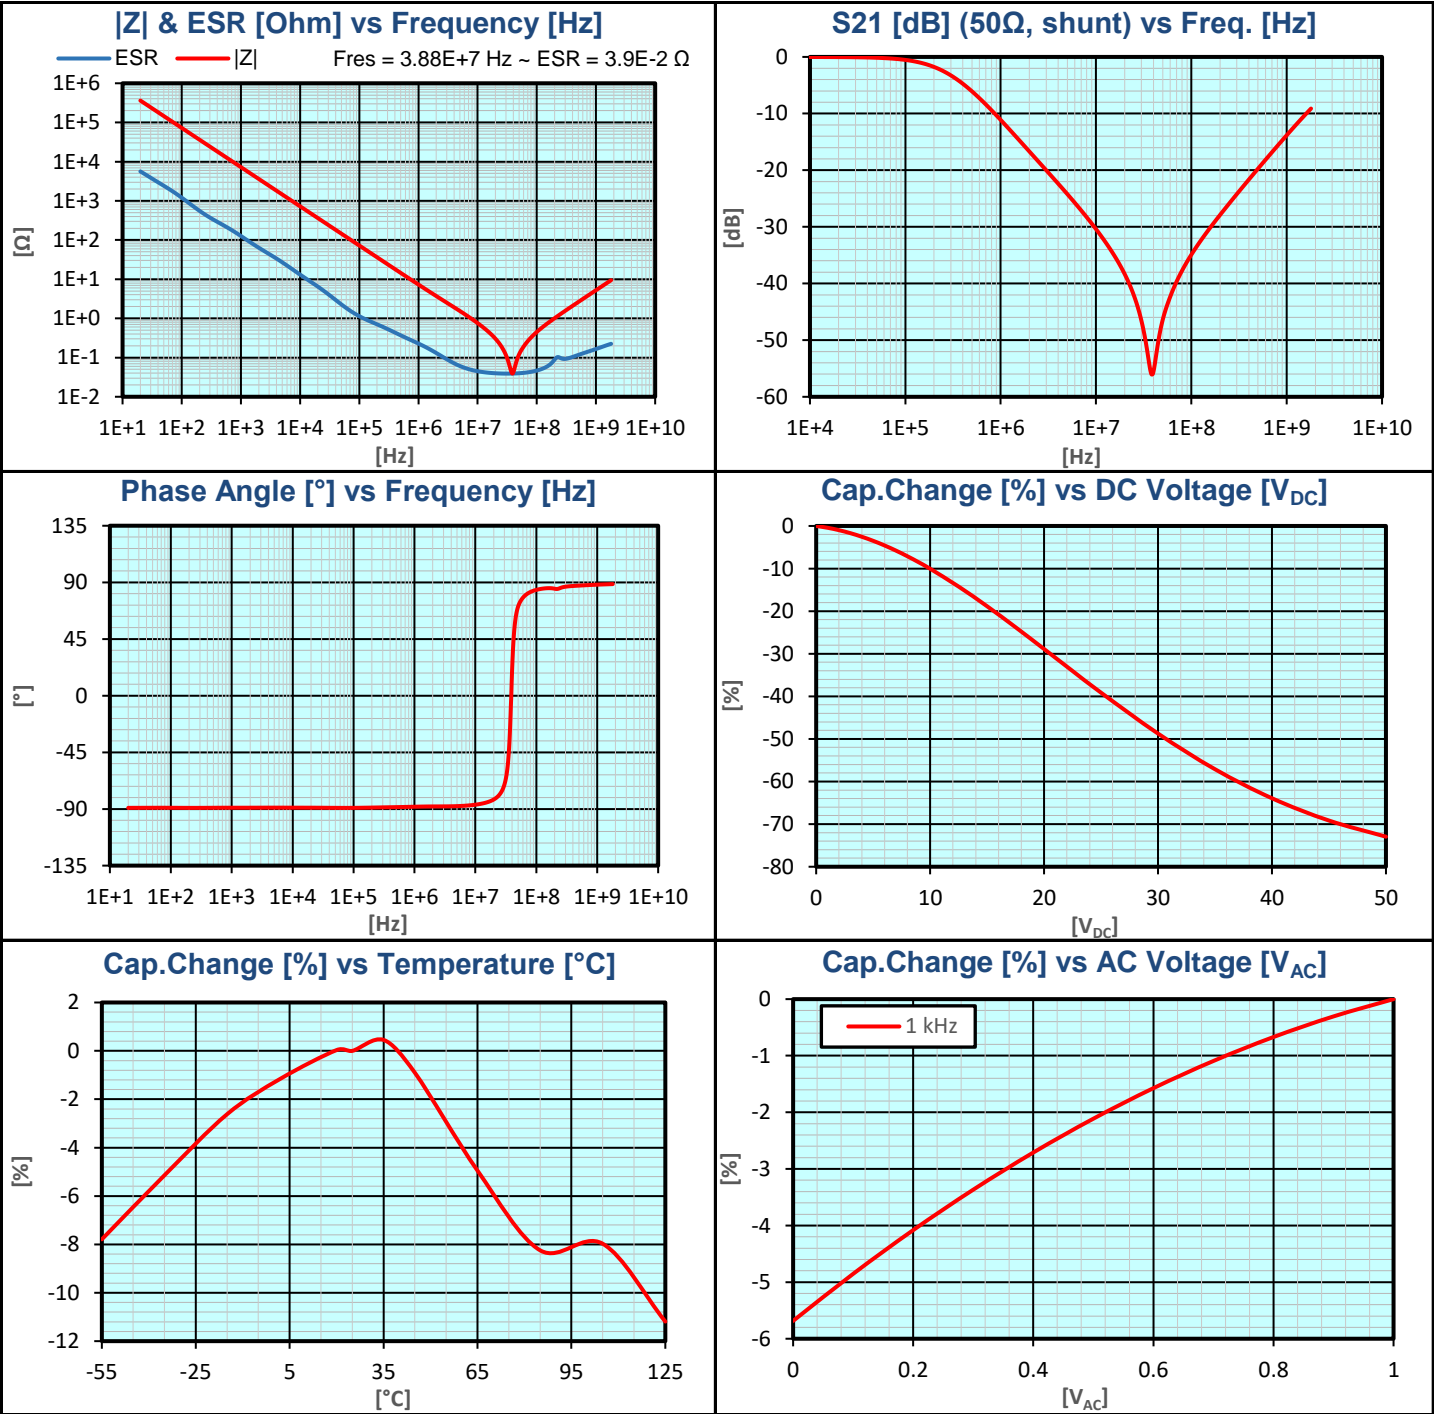 |Z| & ESR [Ohm] vs Frequency [Hz]
ESR |Z| Fres = 3.88E+7 Hz ~ ESR = 3.9E-2 Ω
1E+6
1E+5
1E+4
1E+3
1E+2
1E+1
1E+0
1E-1
1E-2
[Ω]
1E+1 1E+2 1E+3 1E+4 1E+5 1E+6 1E+7 1E+8 1E+9 1E+10
[Hz]
S21 [dB] (50Ω, shunt) vs Freq. [Hz]
0
-10
-20
-30
-40
-50
-60
[dB]
1E+4 1E+5 1E+6 1E+7 1E+8 1E+9 1E+10
[Hz]
Phase Angle [°] vs Frequency [Hz]
135
90
45
0
-45
-90
-135
[°]
1E+1 1E+2 1E+3 1E+4 1E+5 1E+6 1E+7 1E+8 1E+9 1E+10
[Hz]
Cap.Change [%] vs DC Voltage [VDC]
0
-10
-20
-30
-40
-50
-60
-70
-80
[%]
0 10 20 30 40 50
[VDC]
Cap.Change [%] vs Temperature [°C]
2
0
-2
-4
-6
-8
-10
-12
[%]
-55 -25 5 35 65 95 125
[°C]
Cap.Change [%] vs AC Voltage [VAC]
1 kHz
0
-1
-2
-3
-4
-5
-6
[%]
0 0.2 0.4 0.6 0.8 1
[VAC]